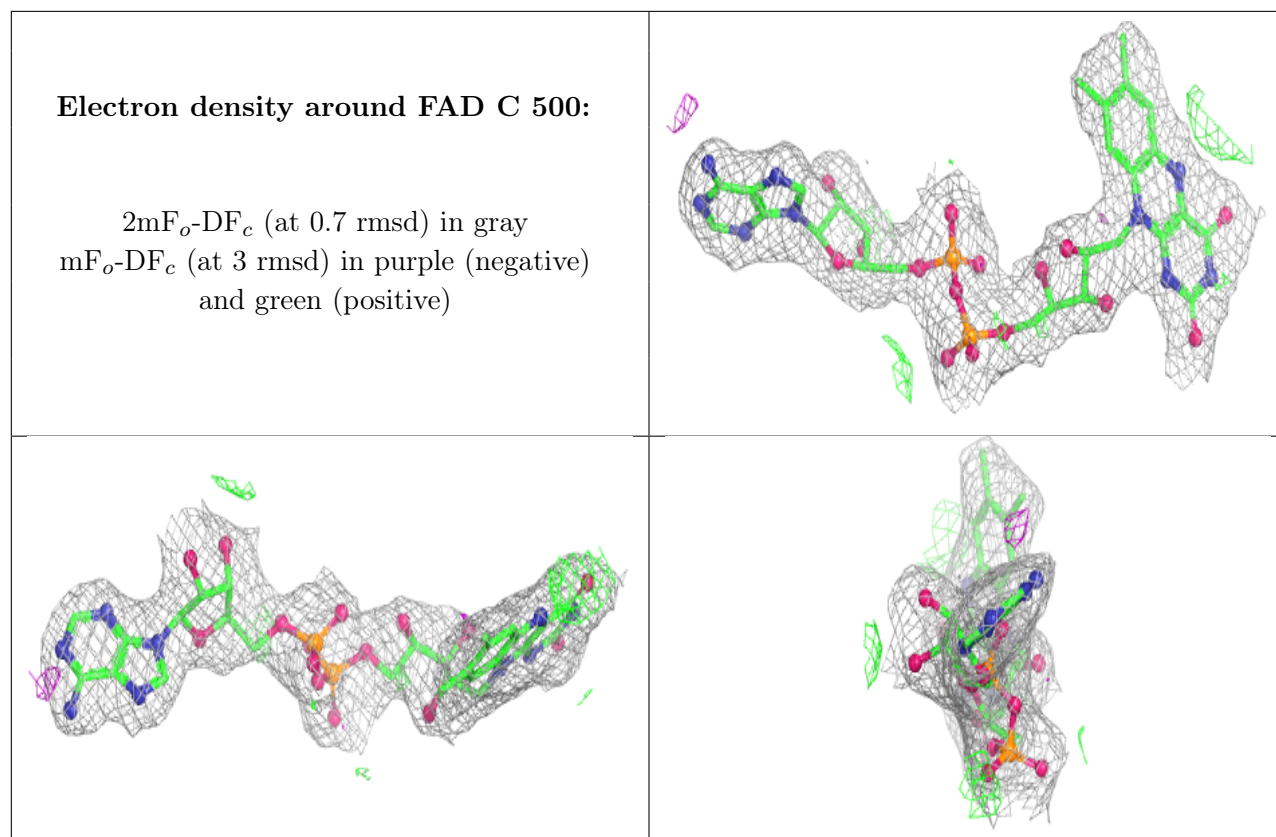 Electron density around FAD C 500:
2mFo-DFc (at 0.7 rmsd) in gray
mFo-DFc (at 3 rmsd) in purple (negative)
and green (positive)